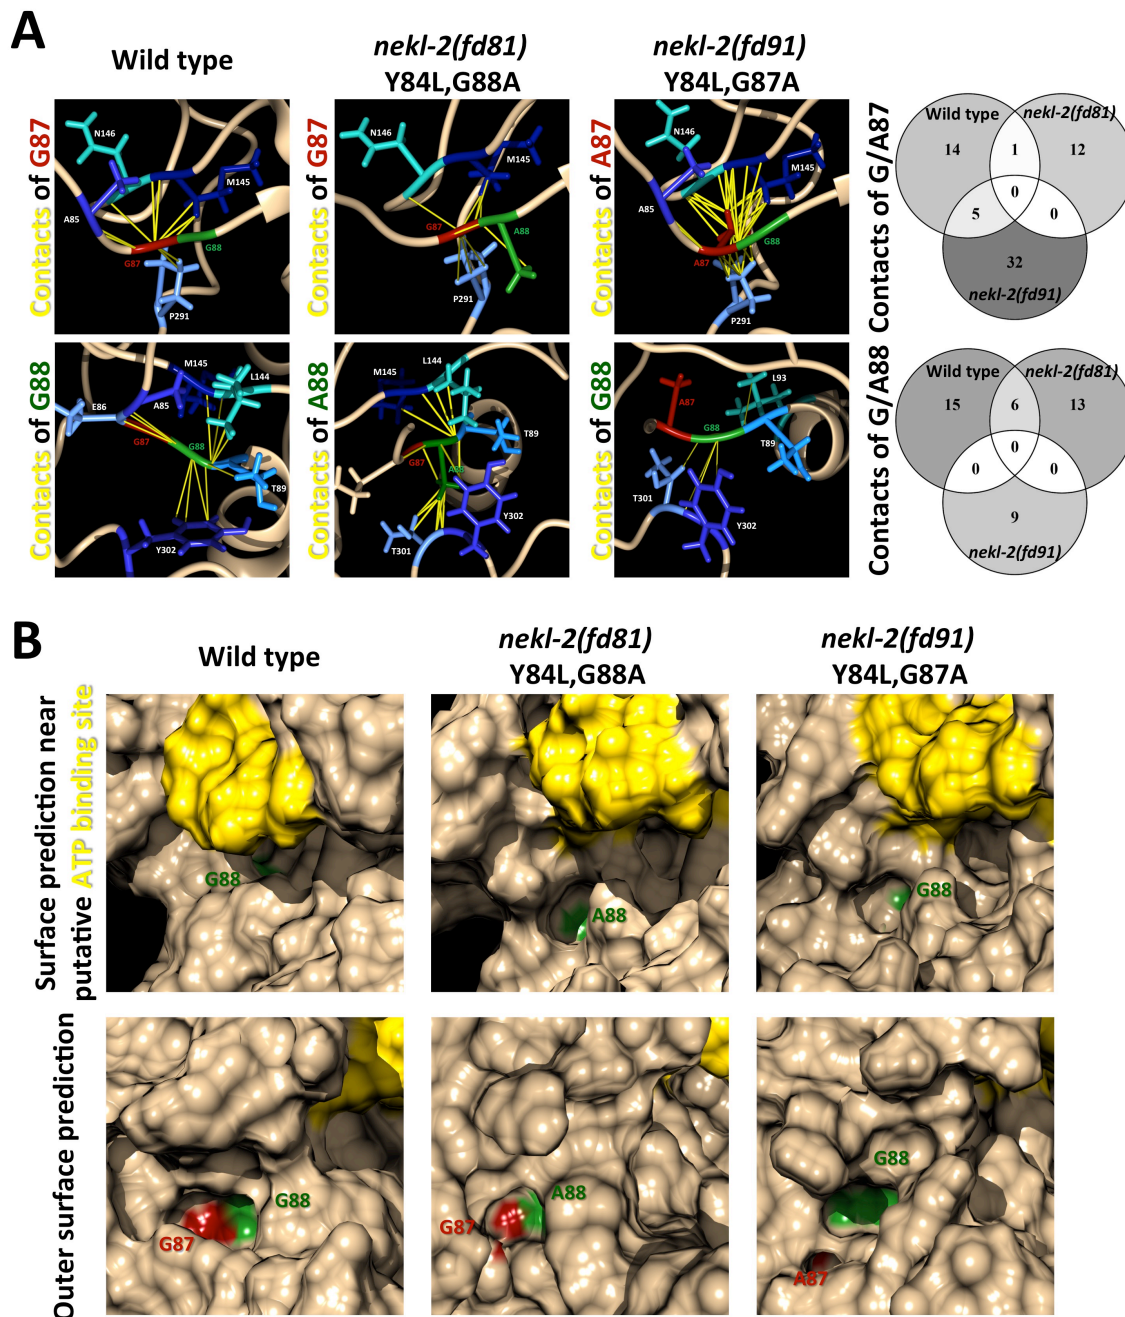 A
Wild type
nekl-2(fd81)
Y84L,G88A
nekl-2(fd91)
Y84L,G87A
Contacts of G87
N146
M145
A85
G88
G87
P291
N146
M145
G87
A88
P291
Contacts of A87
N146
M145
A85
G88
A87
P291
Contacts of G/A87
Wild type
nekl-2(fd81)
14
1
12
0
5
0
32
nekl-2(fd91)
Contacts of G88
M145
L144
E86
A85
G87
G88
T89
Y302
Contacts of A88
M145
L144
T89
G87
A88
Y302
T301
Contacts of G88
L93
A87
G88
T89
T301
Y302
Contacts of G/A88
Wild type
nekl-2(fd81)
15
6
13
0
0
0
9
nekl-2(fd91)
Contacts of G87
B
Wild type
nekl-2(fd81)
Y84L,G88A
nekl-2(fd91)
Y84L,G87A
Surface prediction near
putative ATP binding site
G88
A88
G88
Outer surface prediction
G88
G87
A88
G87
G88
A87